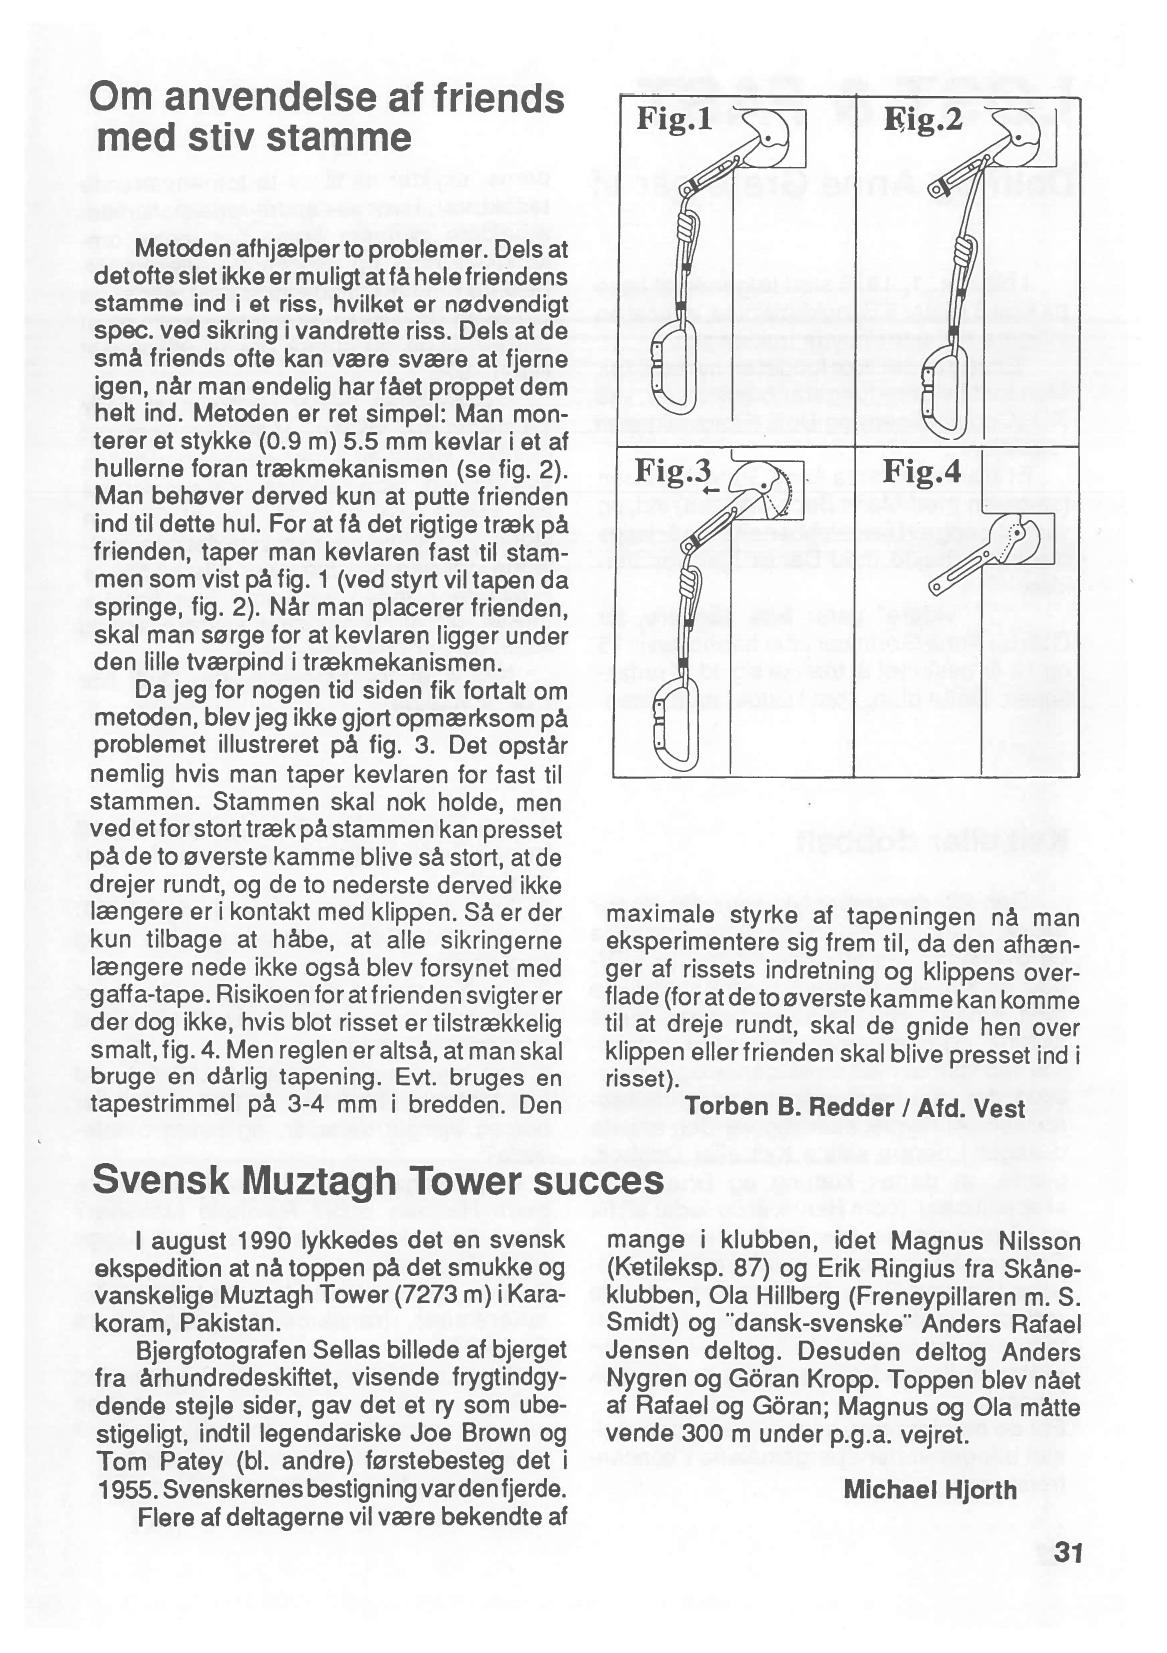 Om anvendelse af friends
med stiv stamme
Metoden afhjælper to problemer. Dels at
det ofte slet ikke er muligt at få hele friendens
stamme ind i et riss, hvilket er nødvendigt
spec. ved sikring i vandrette riss. Dels at de
små friends ofte kan være svære at fjerne
igen, når man endelig har fået proppet dem
helt ind. Metoden er ret simpel: Man mon-
terer et stykke (0.9 m) 5.5 mm kevlar i et af
hullerne foran trækmekanismen (se fig. 2).
Man behøver derved kun at putte frienden
ind til dette hul. For at få det rigtige træk på
frienden, taper man kevlaren fast til stam-
men som vist på fig. 1 (ved styrt vil tapen da
springe, fig. 2). Når man placerer frienden,
skal man sørge for at kevlaren ligger under
den lille tværpind i trækmekanismen.
Da jeg for nogen tid siden fik fortalt om
metoden, blev jeg ikke gjort opmærksom på
problemet illustreret på fig. 3. Det opstår
nemlig hvis man taper kevlaren for fast til
stammen. Stammen skal nok holde, men
ved et for stort træk på stammen kan presset
på de to øverste kamme blive så stort, at de
drejer rundt, og de to nederste derved ikke
længere er i kontakt med klippen. Så er der
kun tilbage at håbe, at alle sikringerne
længere nede ikke også blev forsynet med
gaffa-tape. Risikoen for at frienden svigter er
der dog ikke, hvis blot risset er tilstrækkelig
smalt, fig. 4. Men reglen er altså, at man skal
bruge en dårlig tapening. Evt. bruges en
tapestrimmel på 3-4 mm i bredden. Den
Fig.1
Fig.2
Fig.3
Fig.4
maximale styrke af tapeningen må man
eksperimentere sig frem til, da den afhæn-
ger af rissets indretning og klippens over-
flade (for at de to øverste kamme kan komme
til at dreje rundt, skal de gnide hen over
klippen eller frienden skal blive presset ind i
risset).
Torben B. Redder / Afd. Vest
Svensk Muztagh Tower succes
I august 1990 lykkedes det en svensk
ekspedition at nå toppen på det smukke og
vanskelige Muztagh Tower (7273 m) i Kara-
koram, Pakistan.
Bjergfotografen Sellas billede af bjerget
fra århundredeskiftet, visende frygtindgy-
dende stejle sider, gav det et ry som ube-
stigeligt, indtil legendariske Joe Brown og
Tom Patey (bl. andre) førstebesteg det i
1955. Svenskernes bestigning var den fjerde.
Flere af deltagerne vil være bekendte af
mange i klubben, idet Magnus Nilsson
(Ketileksp. 87) og Erik Ringius fra Skåne-
klubben, Ola Hillberg (Freneypillaren m. S.
Smidt) og "dansk-svenske" Anders Rafael
Jensen deltog. Desuden deltog Anders
Nygren og Göran Kropp. Toppen blev nået
af Rafael og Göran; Magnus og Ola måtte
vende 300 m under p.g.a. vejret.
Michael Hjorth
31